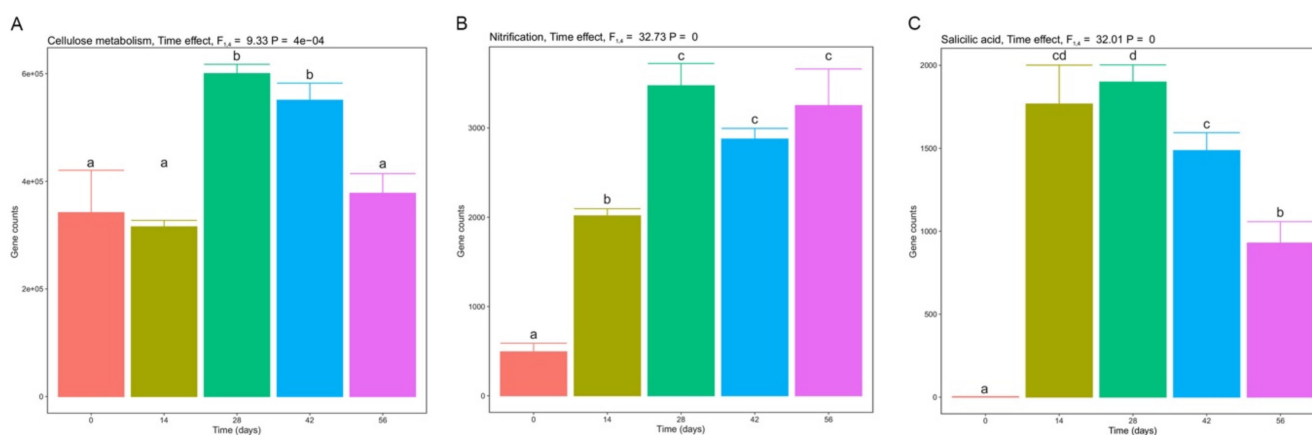 A
Cellulose metabolism, Time effect, F1,4 = 9.33 P = 4e−04
Gene counts
6e+05
4e+05
2e+05
0
a
a
b
b
a
0 14 28 42 56
Time (days)
B
Nitrification, Time effect, F1,4 = 32.73 P = 0
Gene counts
3000
2000
1000
0
a
b
c
c
c
0 14 28 42 56
Time (days)
C
Salicilic acid, Time effect, F1,4 = 32.01 P = 0
Gene counts
2000
1500
1000
500
0
a
cd
d
c
b
0 14 28 42 56
Time (days)